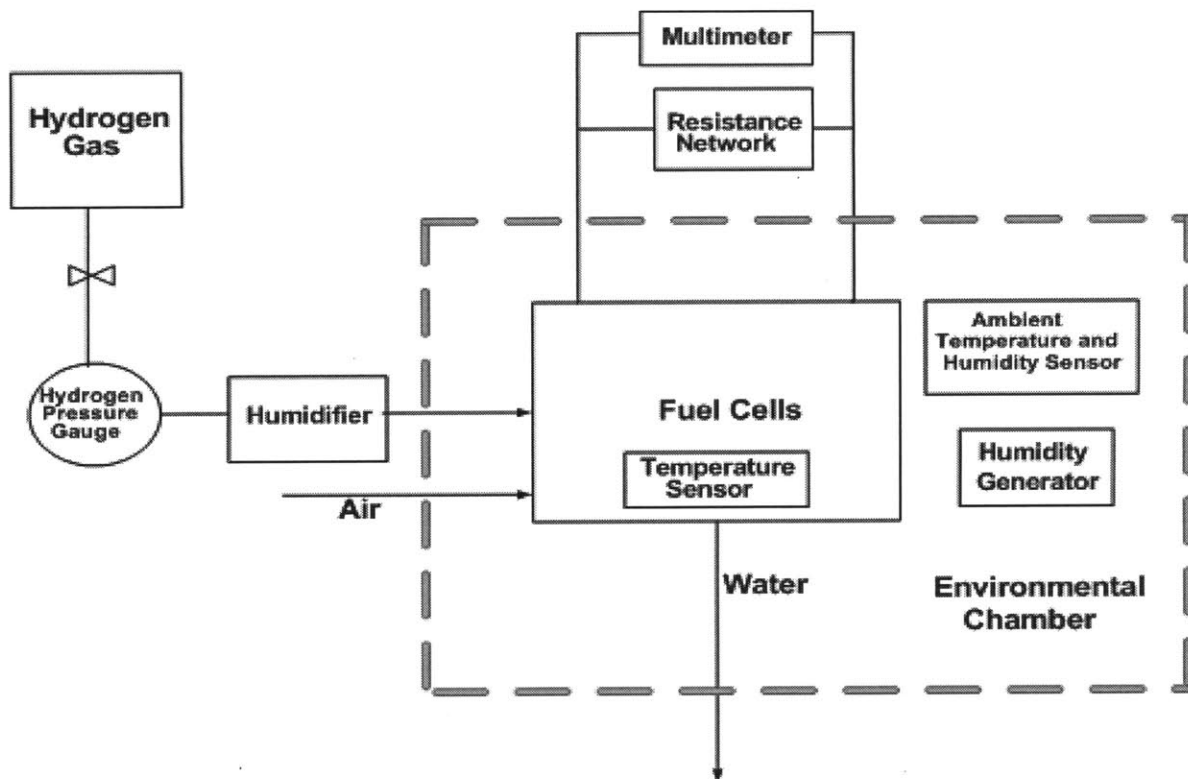 Multimeter
Hydrogen
Gas
Resistance
Network
Ambient
Temperature and
Humidity Sensor
Hydrogen
Pressure
Gauge
Humidifier
Fuel Cells
Temperature
Sensor
Humidity
Generator
Air
Water
Environmental
Chamber